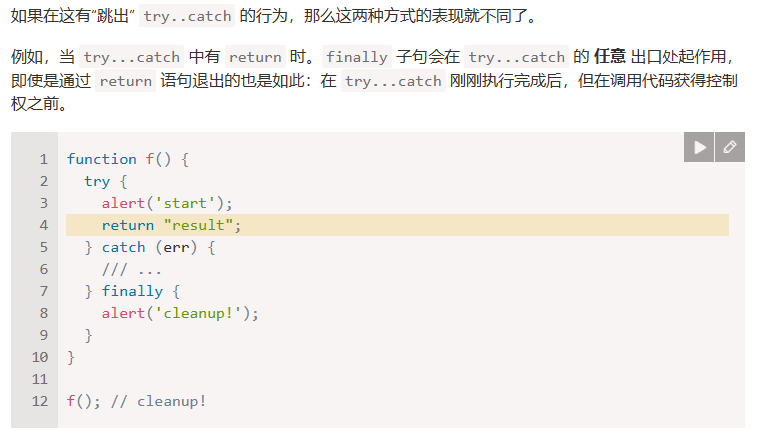 如果在这有“跳出” try..catch 的行为，那么这两种方式的表现就不同了。
例如，当 try...catch 中有 return 时。finally 子句会在 try...catch 的 任意 出口处起作用，
即使是通过 return 语句退出的也是如此：在 try...catch 刚刚执行完成后，但在调用代码获得控制
权之前。
1 function f() {
2   try {
3     alert('start');
4     return "result";
5   } catch (err) {
6     /// ...
7   } finally {
8     alert('cleanup!');
9   }
10 }
11
12 f(); // cleanup!